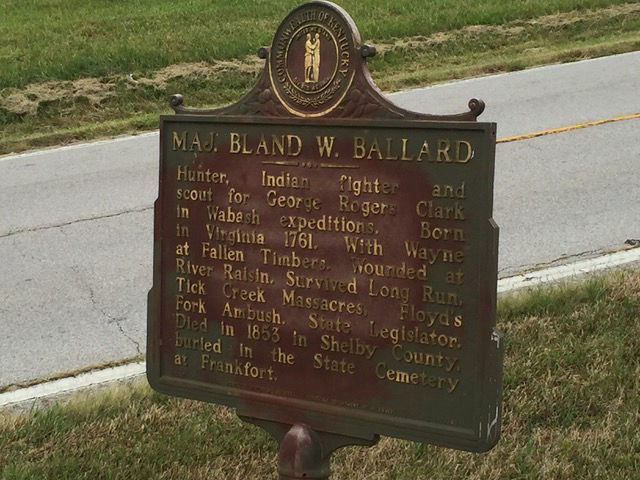 COMMONWEALTH OF KENTUCKY
MAJ. BLAND W. BALLARD
Hunter, Indian fighter and
scout for George Rogers Clark
in Wabash expeditions. Born
in Virginia 1761. With Wayne
at Fallen Timbers. Wounded at
River Raisin. Survived Long Run,
Tick Creek Massacres, Floyd's
Fork Ambush. State Legislator.
Died in 1853 in Shelby County,
buried in the State Cemetery
at Frankfort.